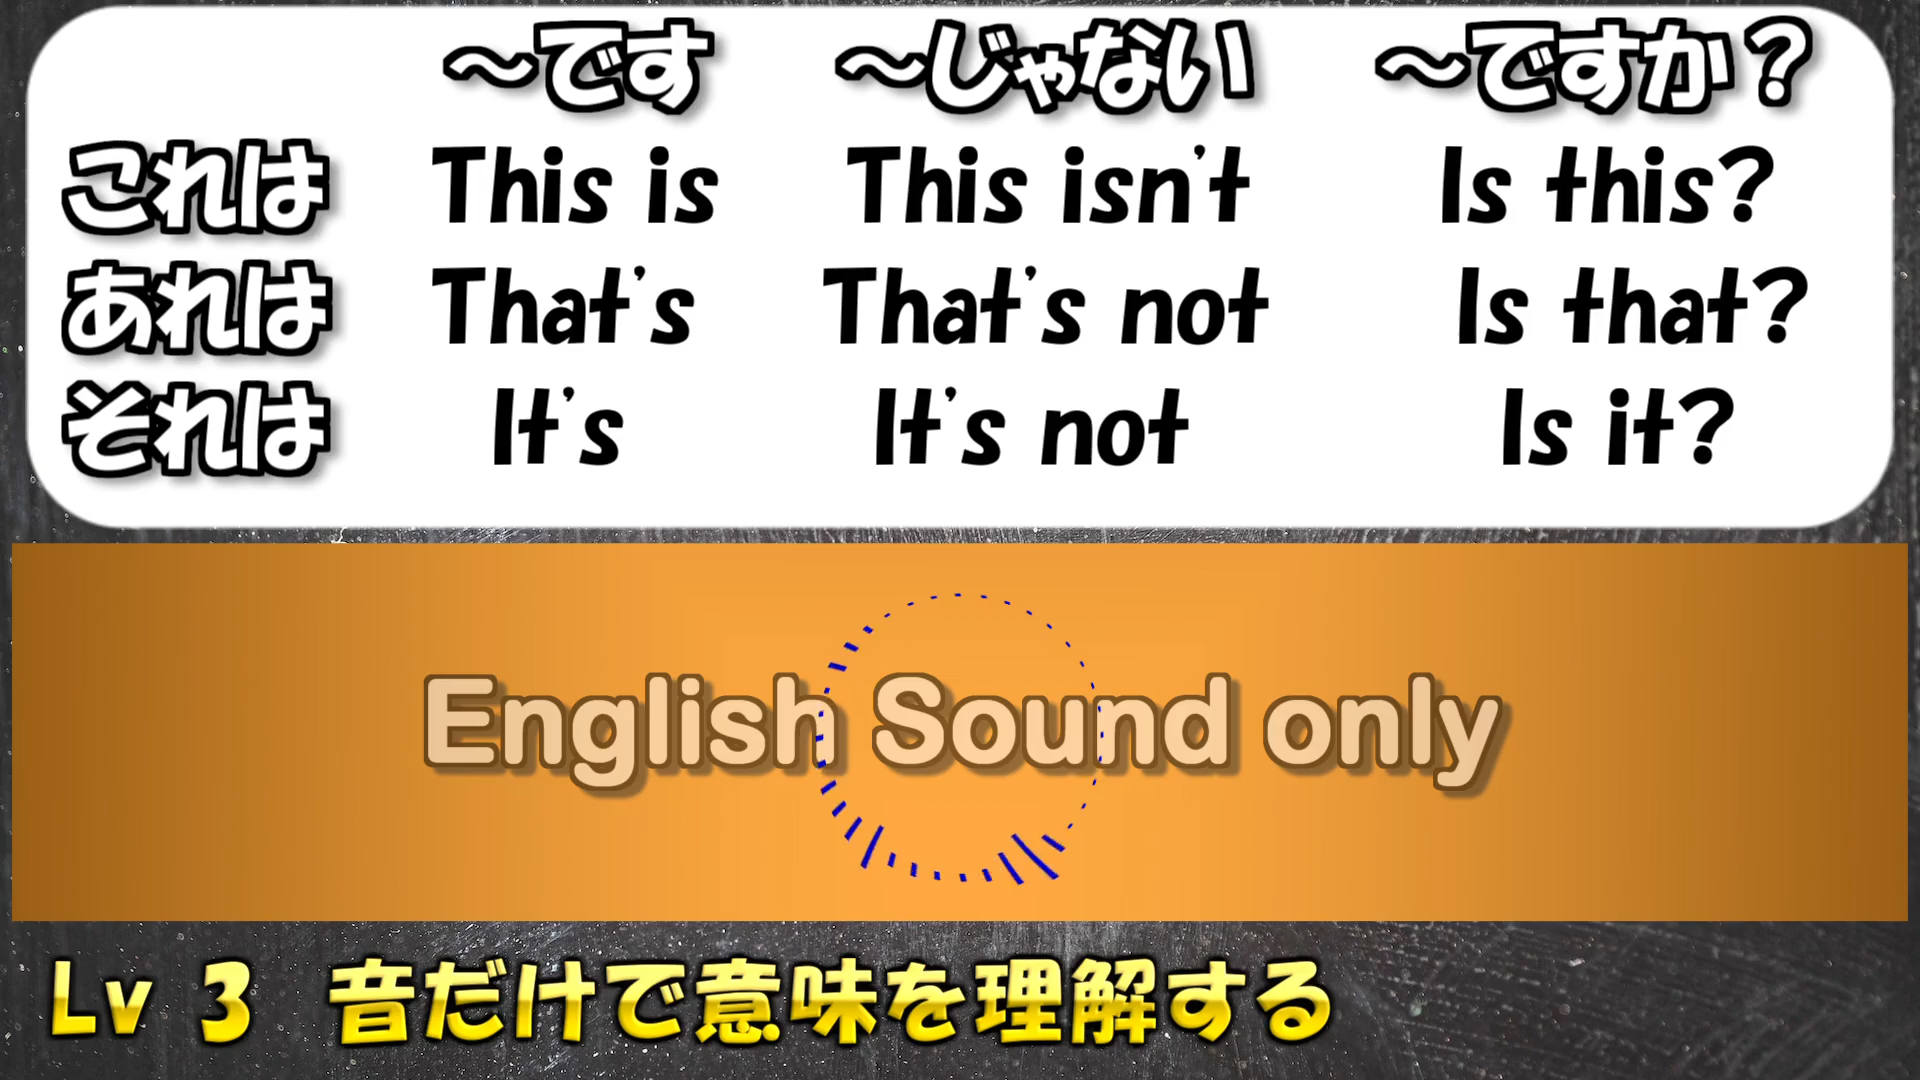 ～です ～じゃない ～ですか？
これは This is This isn't Is this?
あれは That's That's not Is that?
それは It's It's not Is it?
English Sound only
Lv 3 音だけで意味を理解する